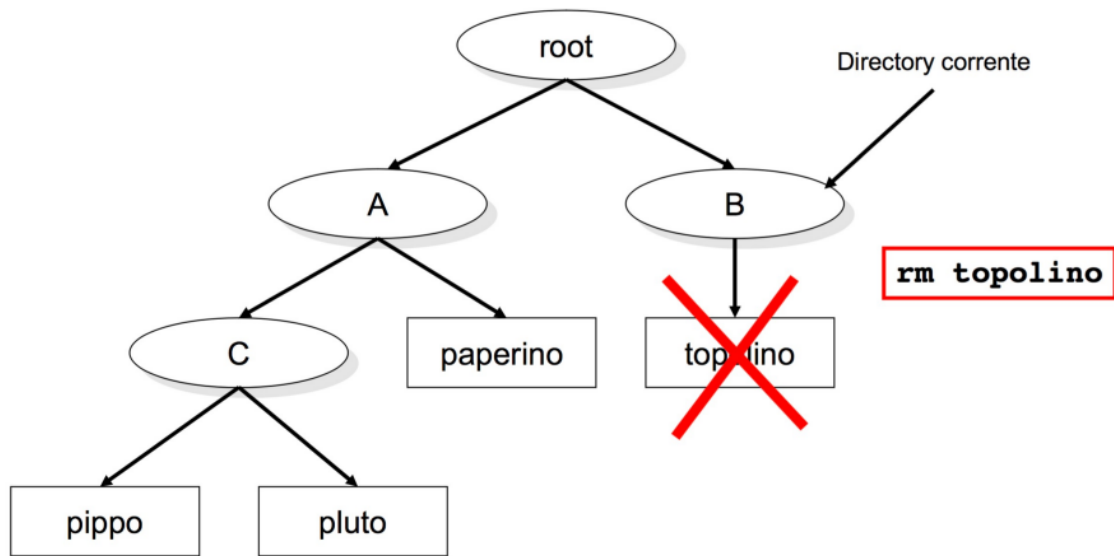 root
Directory corrente
A
B
rm topolino
C
paperino
topolino
pippo
pluto